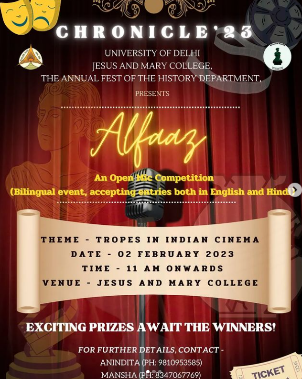 CHRONICLE'23
UNIVERSITY OF DELHI
JESUS AND MARY COLLEGE,
THE ANNUAL FEST OF THE HISTORY DEPARTMENT,
PRESENTS
Alfaaz
An Open Mic Competition
(Bilingual event, accepting entries both in English and Hindi
THEME - TROPES IN INDIAN CINEMA
DATE - 02 FEBRUARY 2023
TIME - 11 AM ONWARDS
VENUE - JESUS AND MARY COLLEGE
EXCITING PRIZES AWAIT THE WINNERS!
FOR FURTHER DETAILS, CONTACT -
ANINDITA (PH: 9810953585)
MANSHA (PH: 8347067769)
TICKET